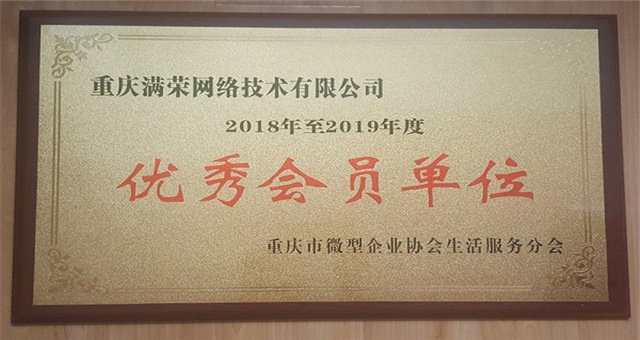 重庆满荣网络技术有限公司
2018年至2019年度
优秀会员单位
重庆市微型企业协会生活服务分会